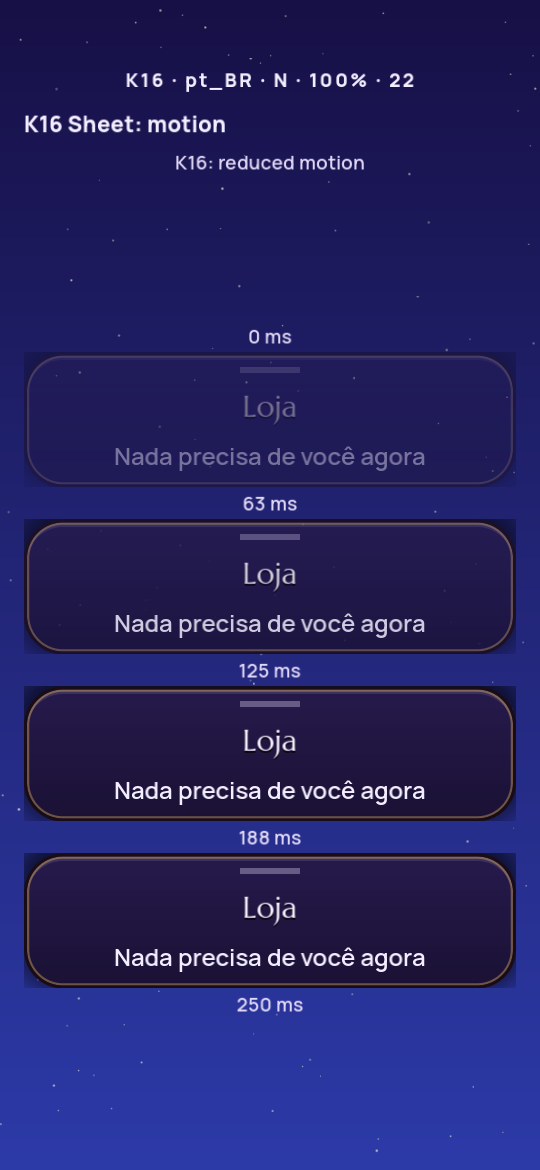 K16 · pt_BR · N · 100% · 22
K16 Sheet: motion
K16: reduced motion
0 ms
Loja
Nada precisa de você agora
63 ms
Loja
Nada precisa de você agora
125 ms
Loja
Nada precisa de você agora
188 ms
Loja
Nada precisa de você agora
250 ms